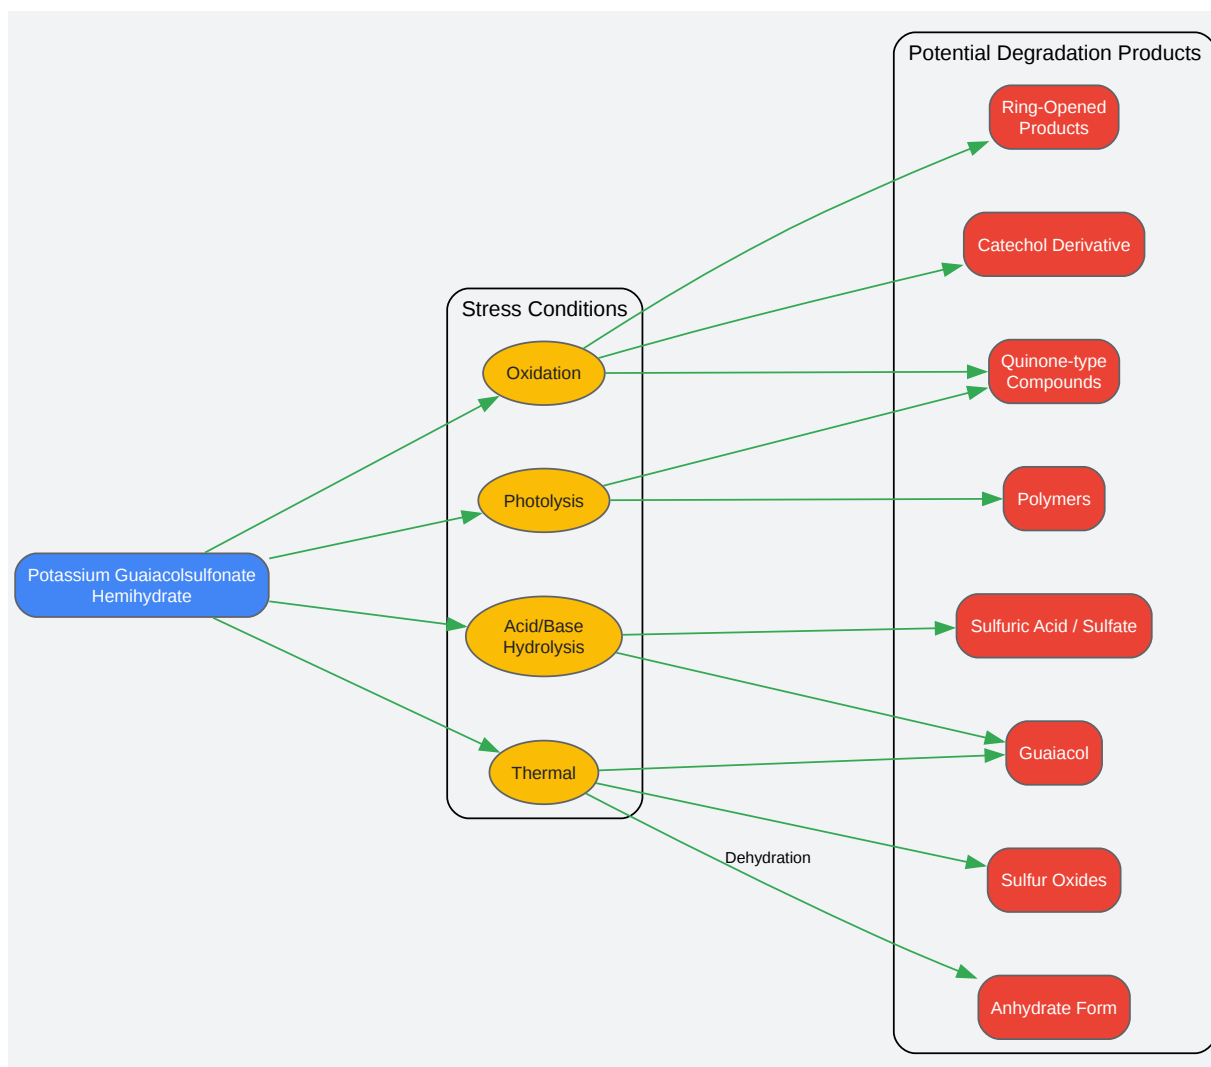 Potential Degradation Products
Ring-Opened
Products
Catechol Derivative
Stress Conditions
Oxidation
Quinone-type
Compounds
Photolysis
Polymers
Potassium Guaiacolsulfonate
Hemihydrate
Acid/Base
Hydrolysis
Sulfuric Acid / Sulfate
Thermal
Guaiacol
Dehydration
Sulfur Oxides
Anhydrate Form